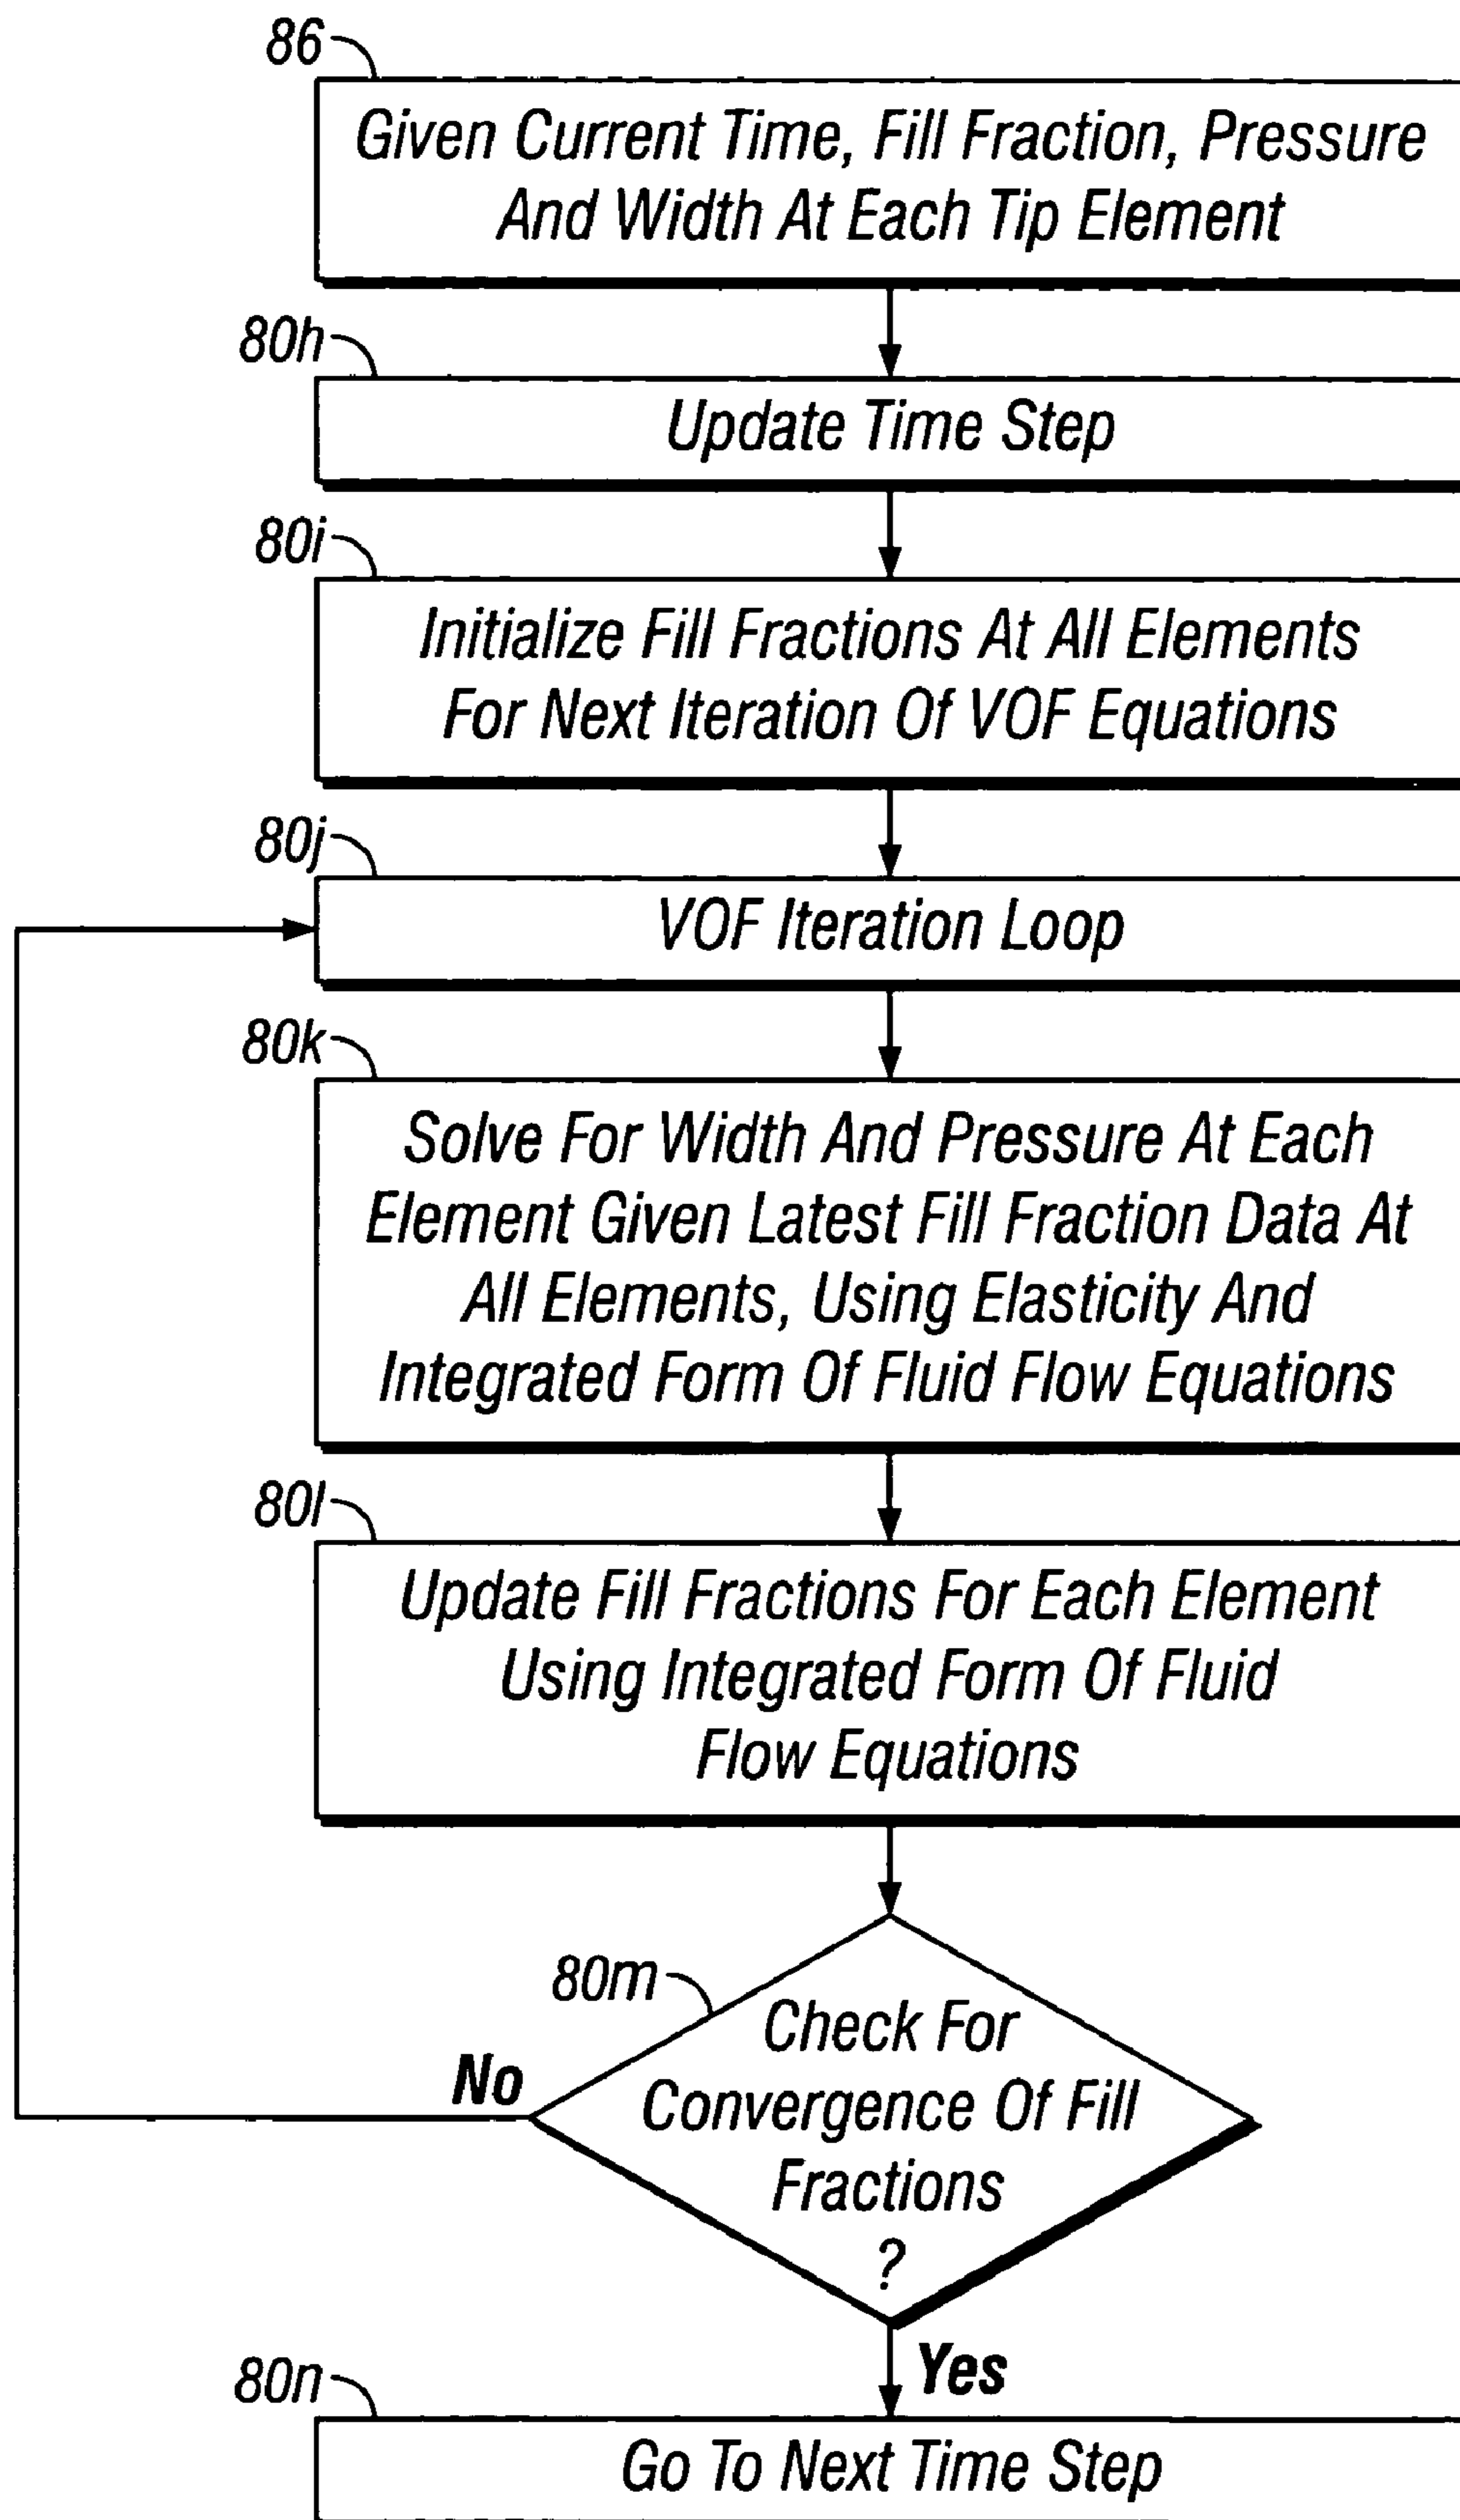 86
Given Current Time, Fill Fraction, Pressure
And Width At Each Tip Element
80h
Update Time Step
80i
Initialize Fill Fractions At All Elements
For Next Iteration Of VOF Equations
80j
VOF Iteration Loop
80k
Solve For Width And Pressure At Each
Element Given Latest Fill Fraction Data At
All Elements, Using Elasticity And
Integrated Form Of Fluid Flow Equations
80l
Update Fill Fractions For Each Element
Using Integrated Form Of Fluid
Flow Equations
80m
Check For
Convergence Of Fill
Fractions
?
No
Yes
80n
Go To Next Time Step